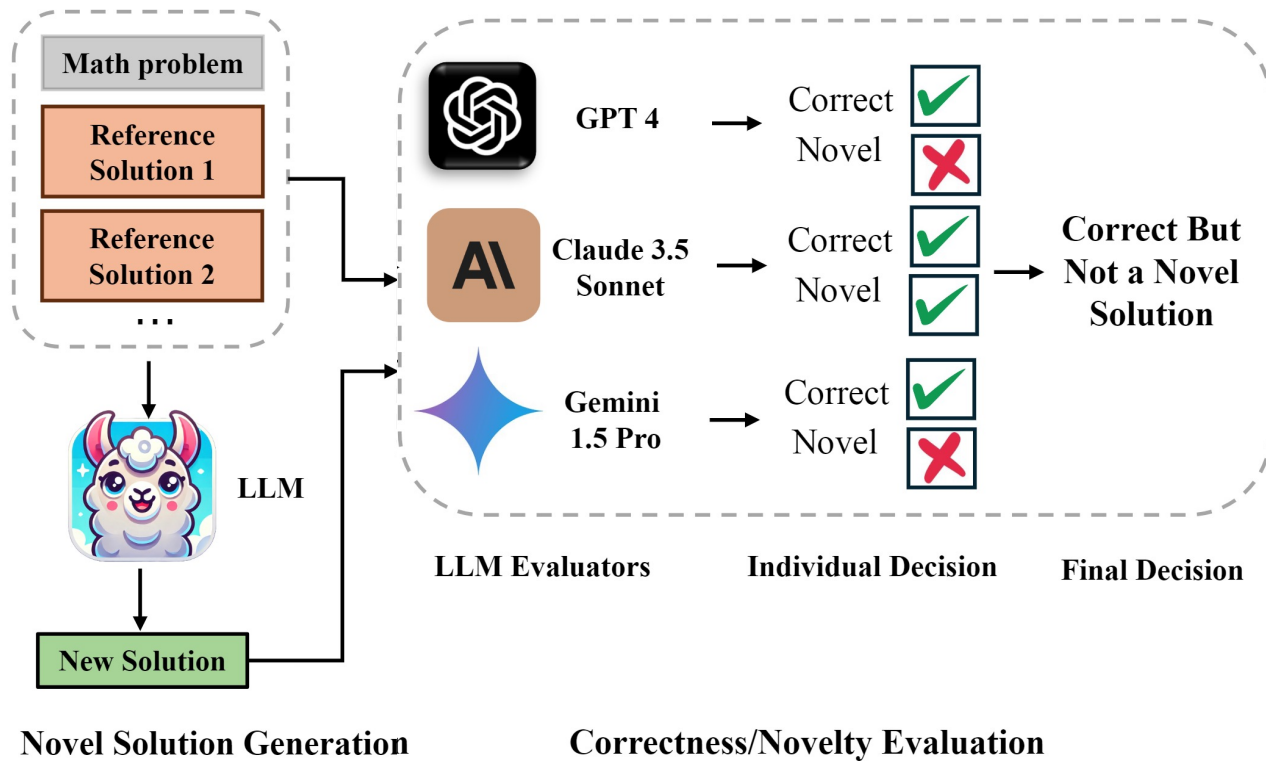 Math problem
Reference
Solution 1
Reference
Solution 2
...
LLM
New Solution
Novel Solution Generation
GPT 4
Correct
Novel
Claude 3.5
Sonnet
Correct
Novel
Gemini
1.5 Pro
Correct
Novel
Correct But
Not a Novel
Solution
LLM Evaluators
Individual Decision
Final Decision
Correctness/Novelty Evaluation